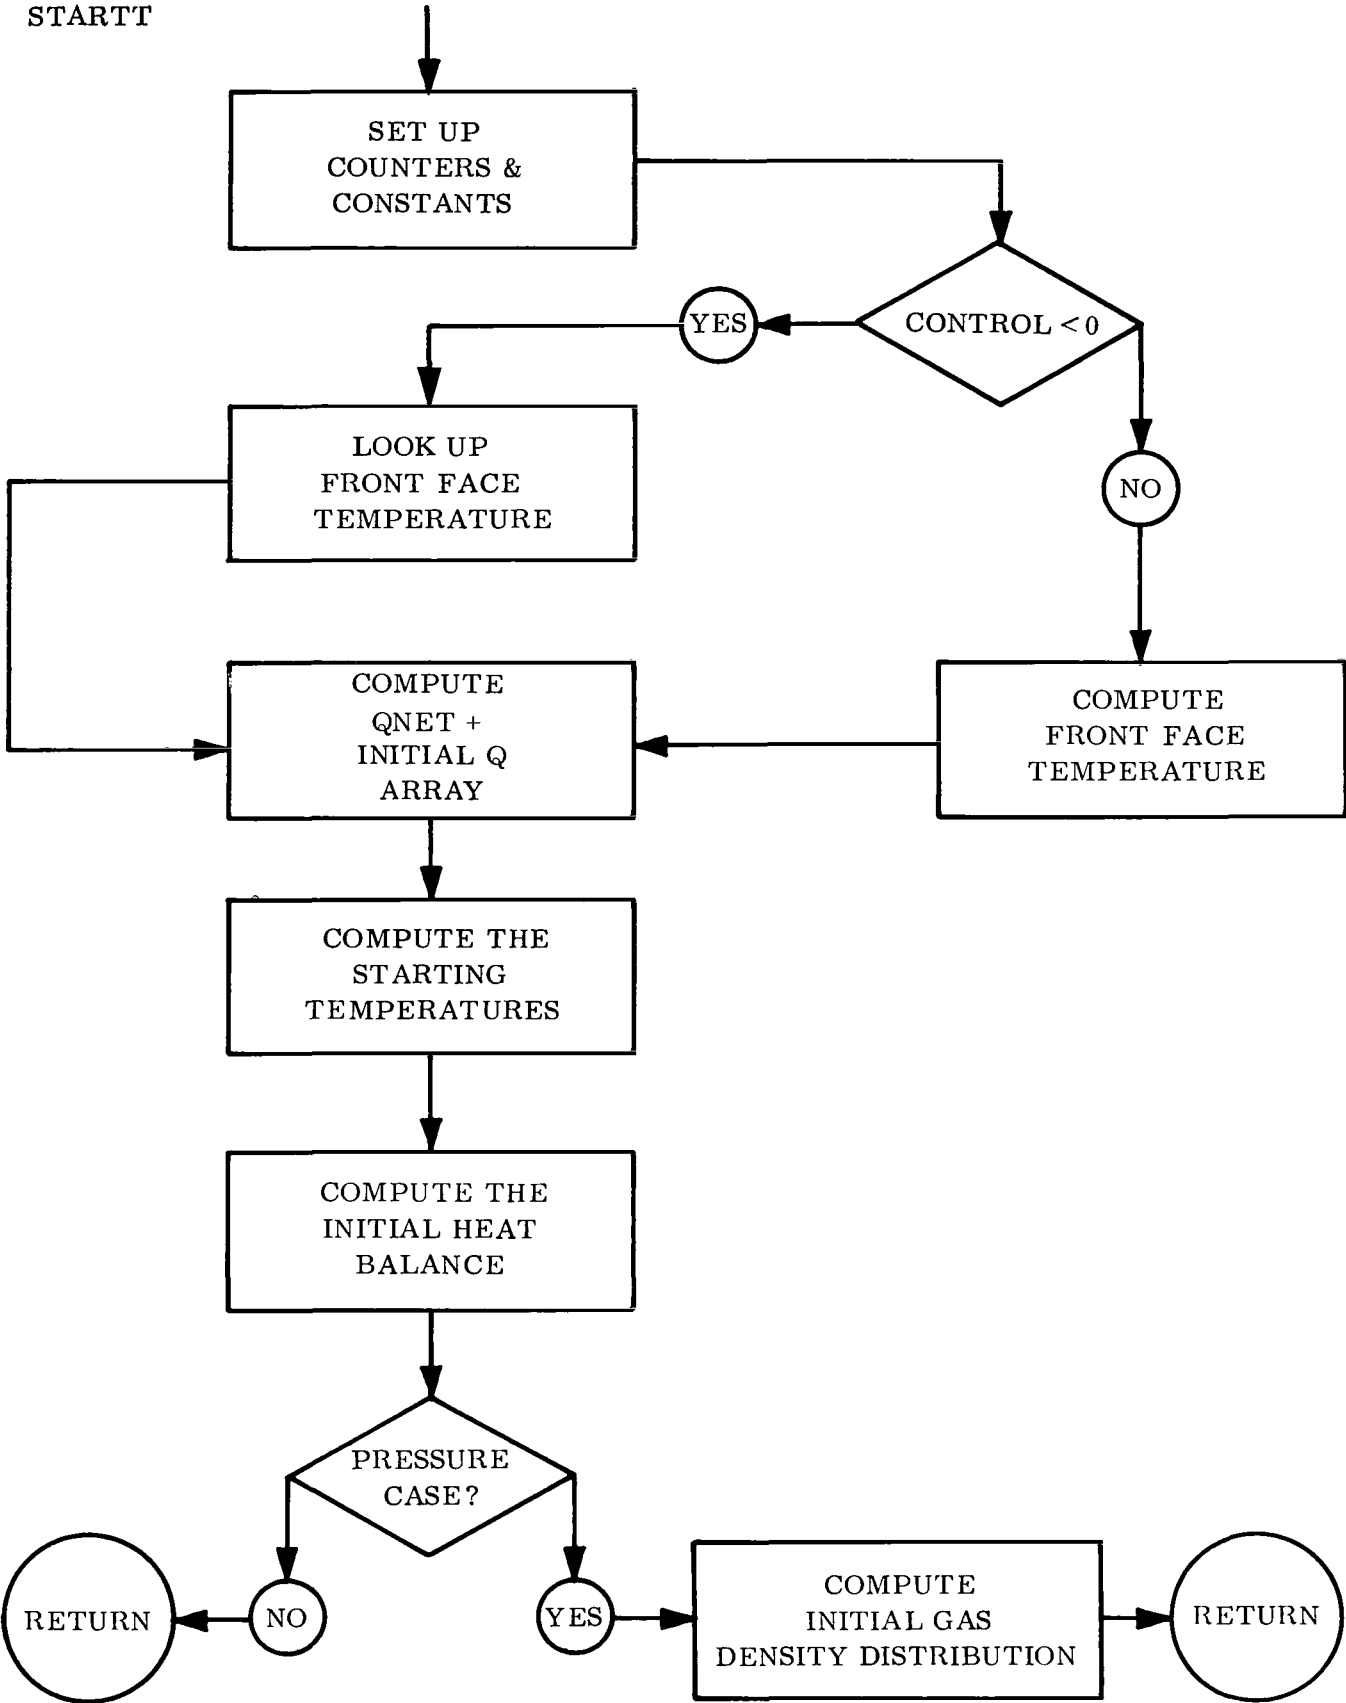 STARTT
SET UP
COUNTERS &
CONSTANTS
CONTROL < 0
YES
NO
LOOK UP
FRONT FACE
TEMPERATURE
COMPUTE
FRONT FACE
TEMPERATURE
COMPUTE
QNET +
INITIAL Q
ARRAY
COMPUTE THE
STARTING
TEMPERATURES
COMPUTE THE
INITIAL HEAT
BALANCE
PRESSURE
CASE?
NO
RETURN
YES
COMPUTE
INITIAL GAS
DENSITY DISTRIBUTION
RETURN